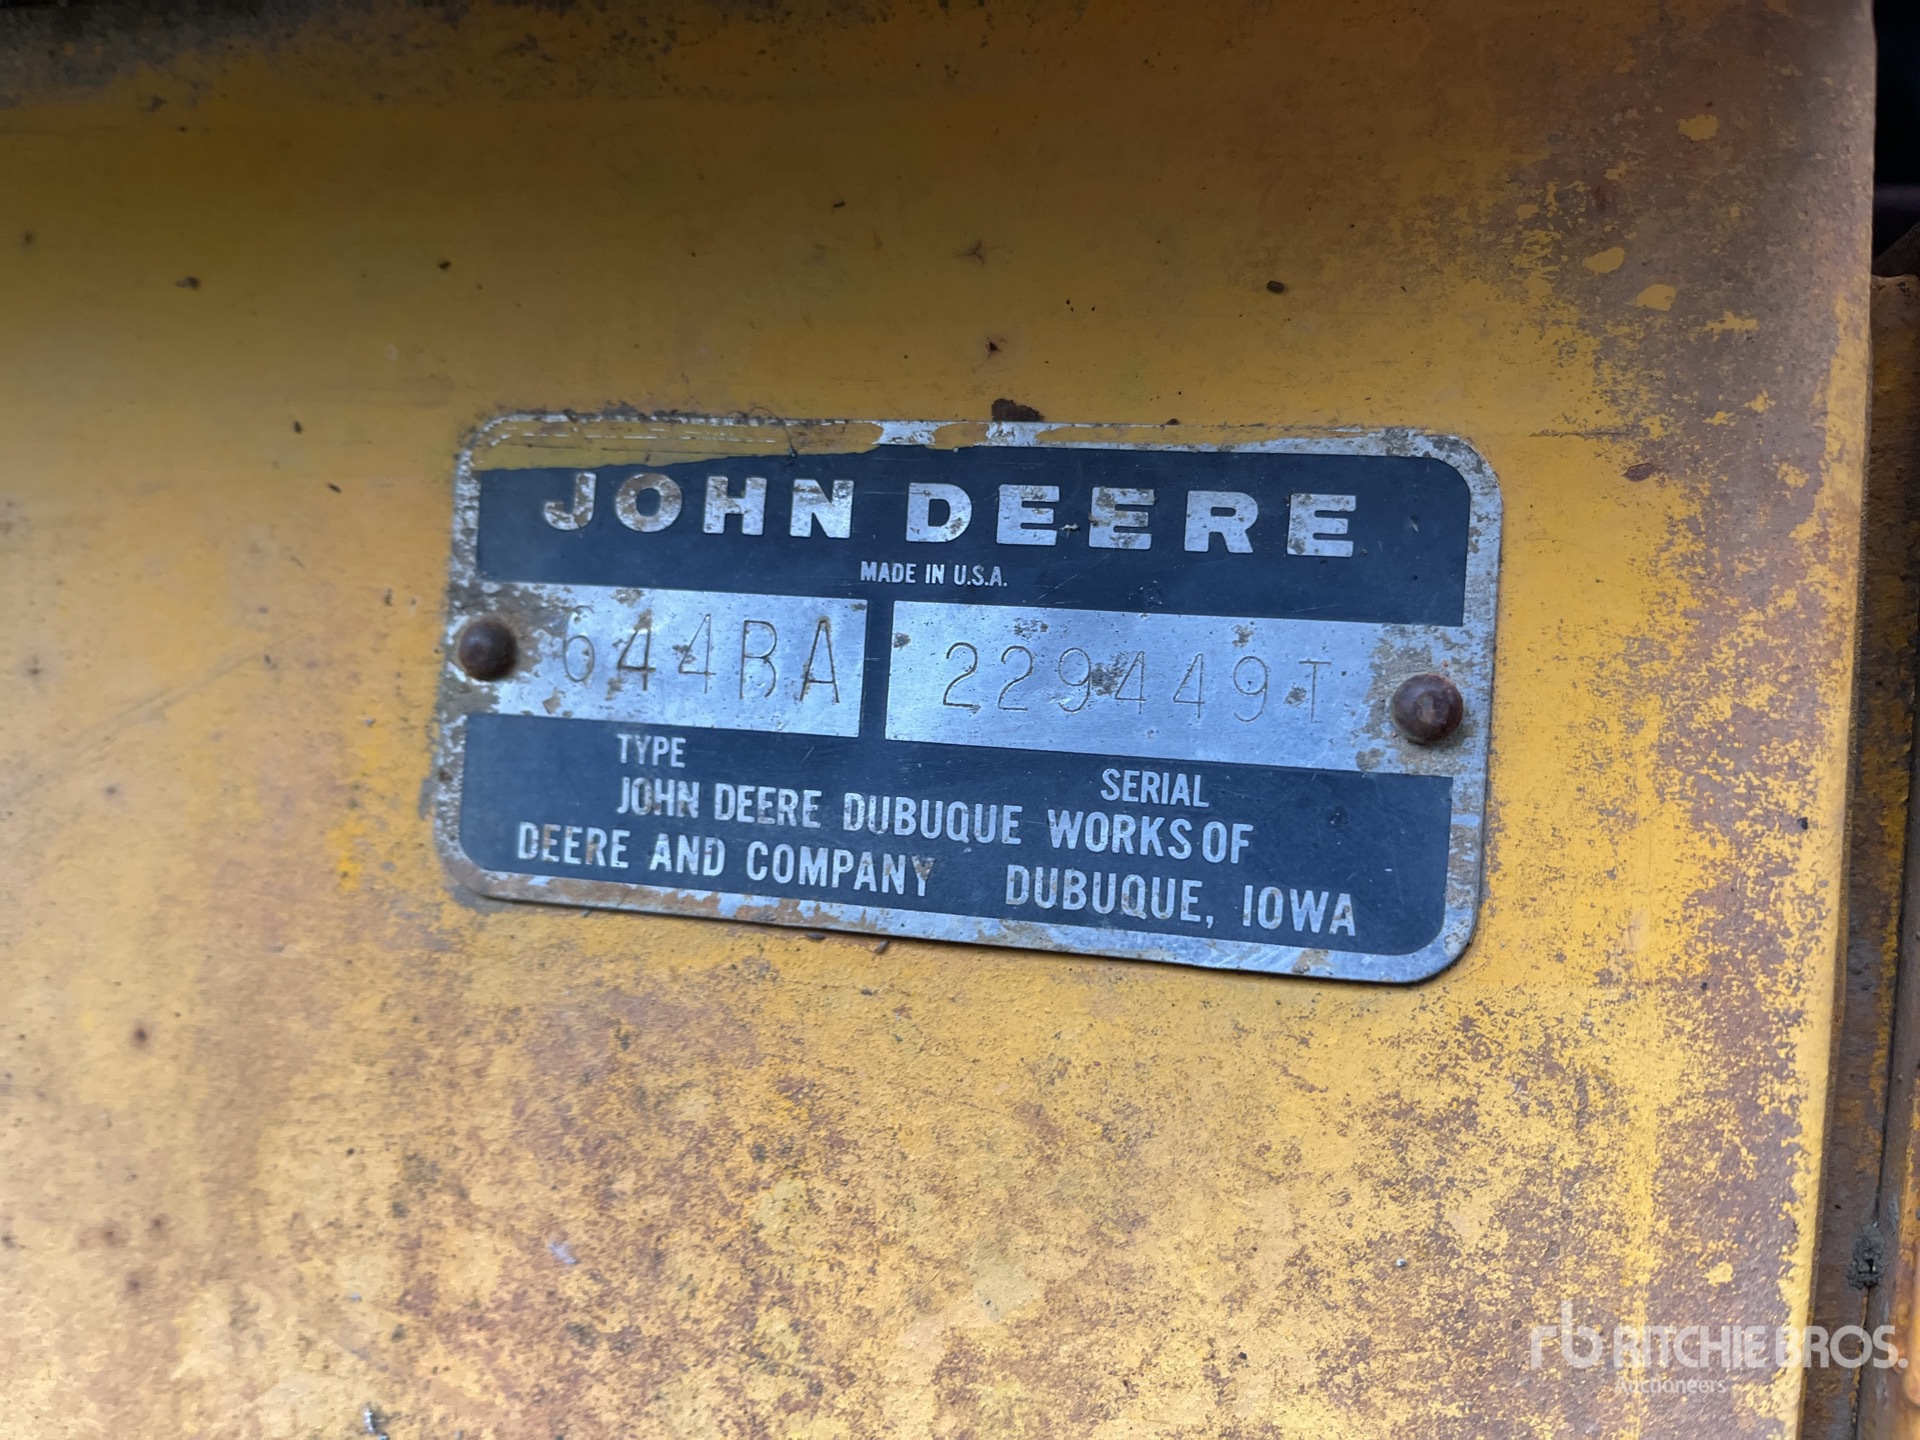 JOHN DEERE
MADE IN U.S.A.
644BA 229449T
TYPE SERIAL
JOHN DEERE DUBUQUE WORKS OF
DEERE AND COMPANY DUBUQUE, IOWA
rb RITCHIE BROS.
Auctioneers